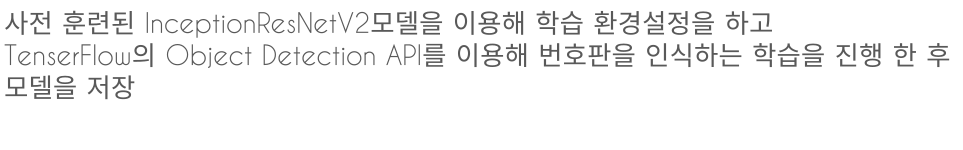 사전 훈련된 InceptionResNetV2모델을 이용해 학습 환경설정을 하고
TenserFlow의 Object Detection API를 이용해 번호판을 인식하는 학습을 진행 한 후
모델을 저장